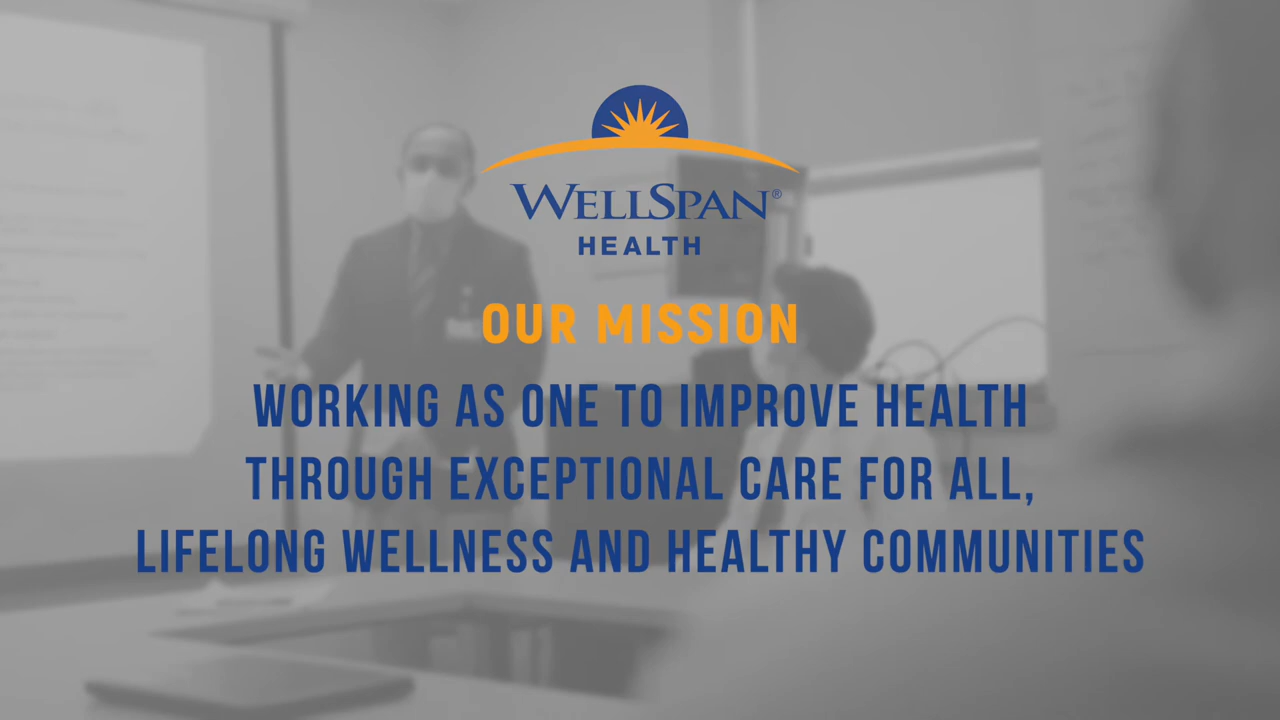 WELLSPAN®
HEALTH
OUR MISSION
WORKING AS ONE TO IMPROVE HEALTH
THROUGH EXCEPTIONAL CARE FOR ALL,
LIFELONG WELLNESS AND HEALTHY COMMUNITIES